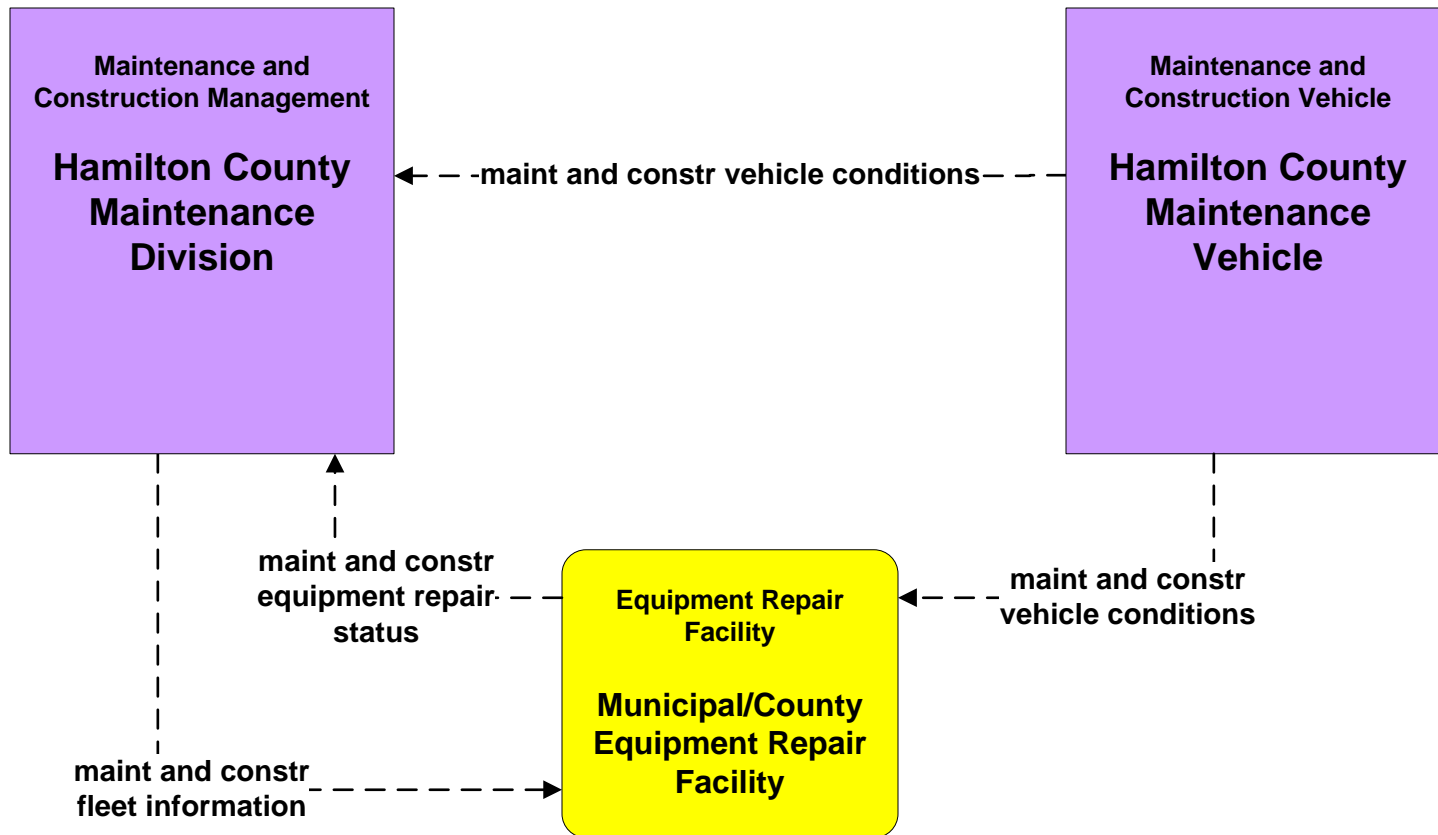 Maintenance and
Construction Management
Hamilton County
Maintenance
Division
maint and constr vehicle conditions
Maintenance and
Construction Vehicle
Hamilton County
Maintenance
Vehicle
maint and constr
equipment repair
status
Equipment Repair
Facility
Municipal/County
Equipment Repair
Facility
maint and constr
vehicle conditions
maint and constr
fleet information